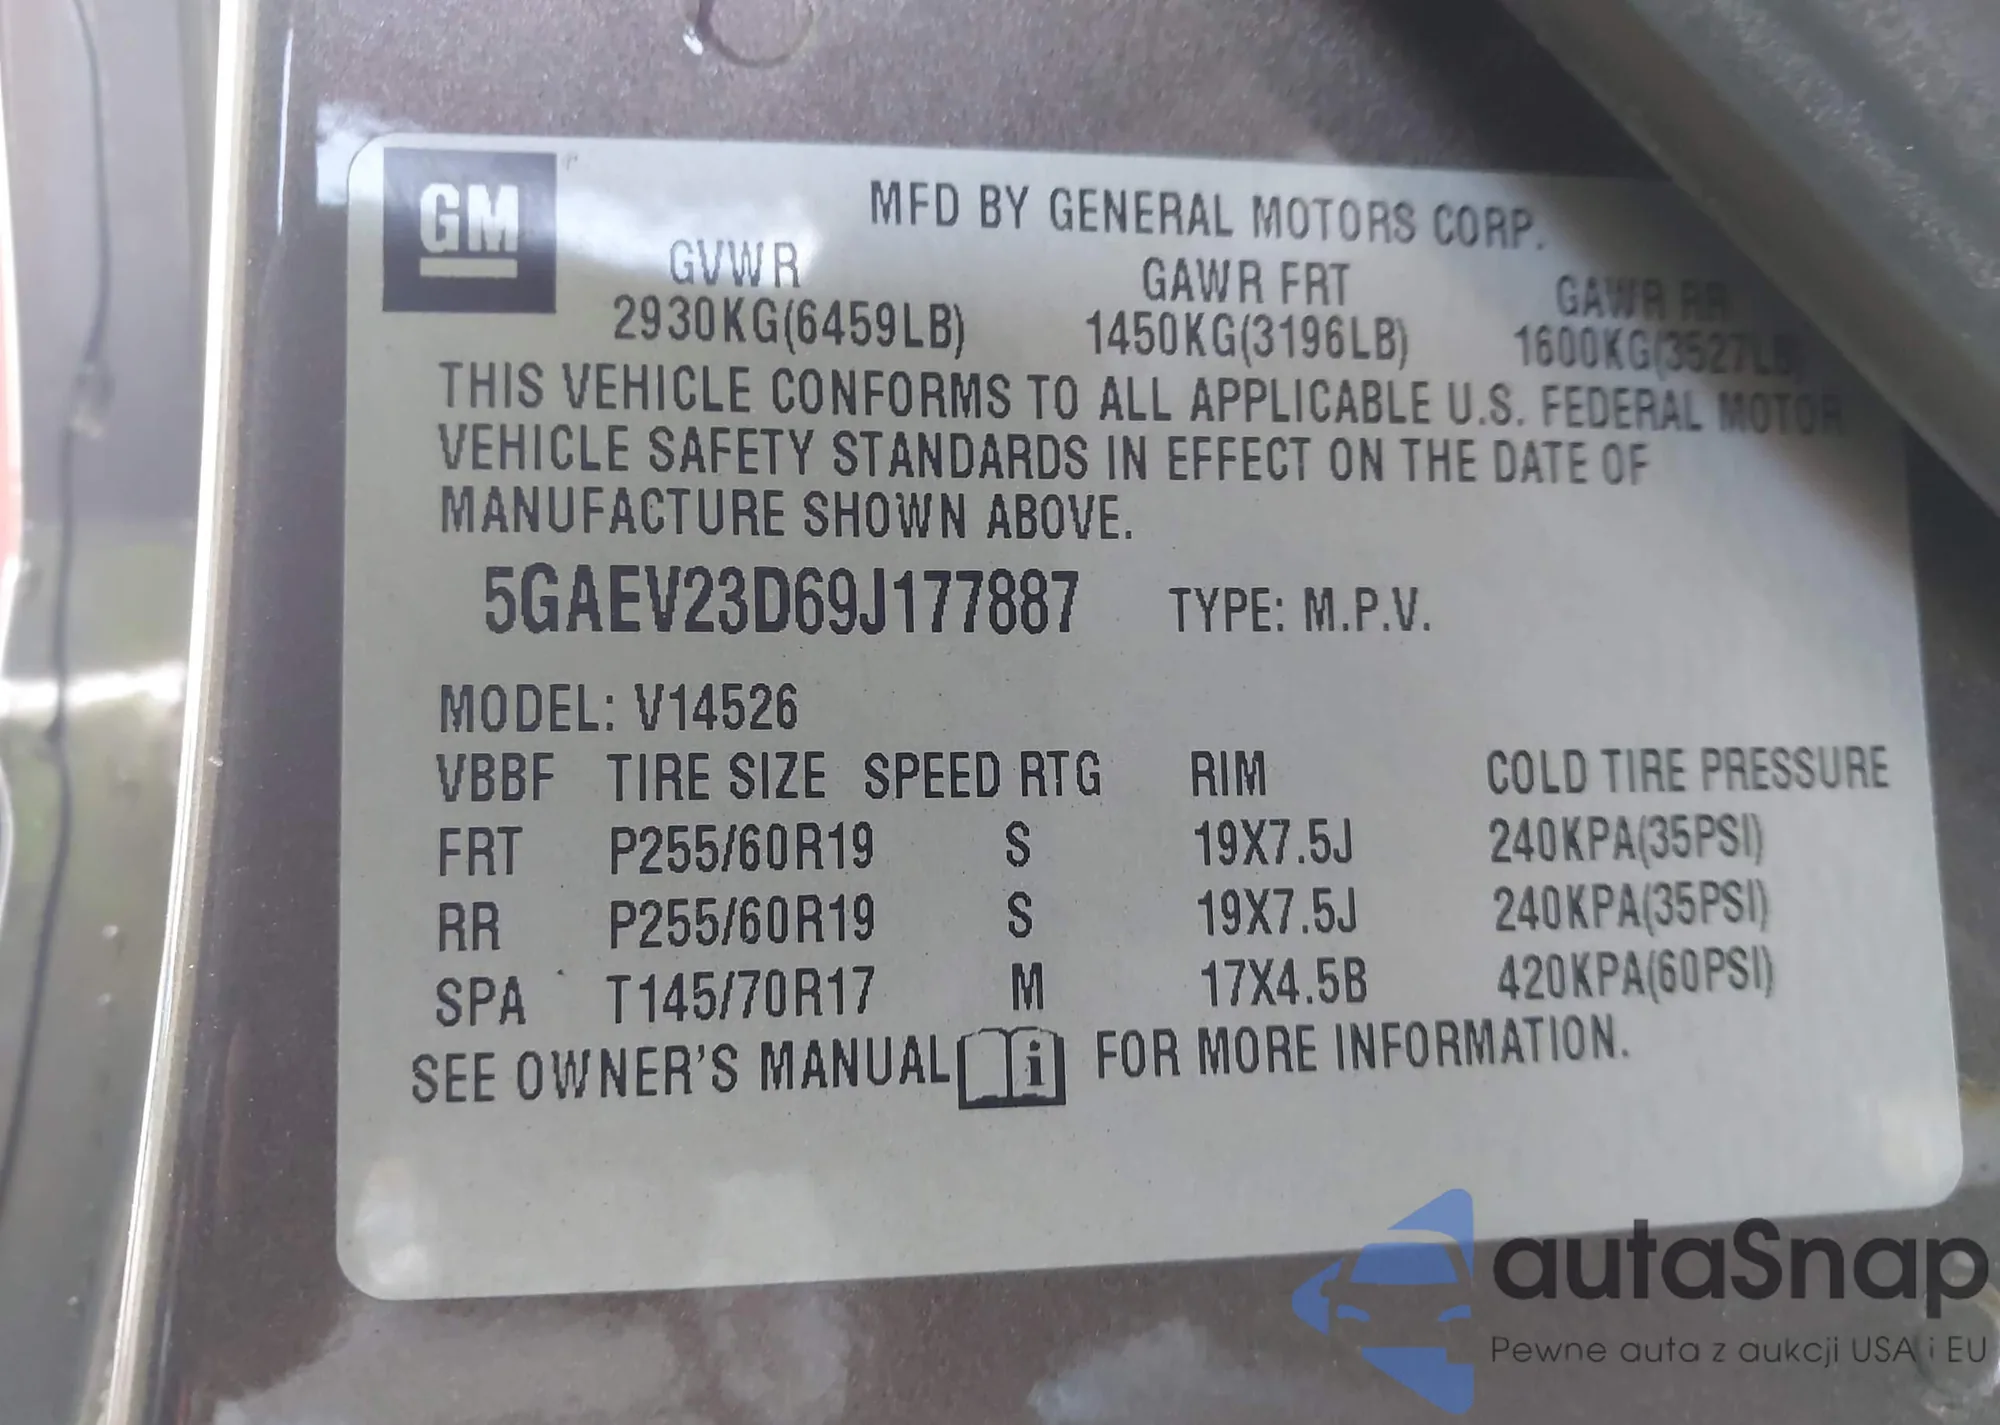 GM
MFD BY GENERAL MOTORS CORP.
GVWR GAWR FRT GAWR RR
2930KG(6459LB) 1450KG(3196LB) 1600KG(3527LB)
THIS VEHICLE CONFORMS TO ALL APPLICABLE U.S. FEDERAL MOTOR
VEHICLE SAFETY STANDARDS IN EFFECT ON THE DATE OF
MANUFACTURE SHOWN ABOVE.
5GAEV23D69J177887 TYPE: M.P.V.
MODEL: V14526
VBBF TIRE SIZE SPEED RTG RIM COLD TIRE PRESSURE
FRT P255/60R19 S 19X7.5J 240KPA(35PSI)
RR P255/60R19 S 19X7.5J 240KPA(35PSI)
SPA T145/70R17 M 17X4.5B 420KPA(60PSI)
SEE OWNER'S MANUAL i FOR MORE INFORMATION.
autaSnap
Pewne auta z aukcji USA i EU